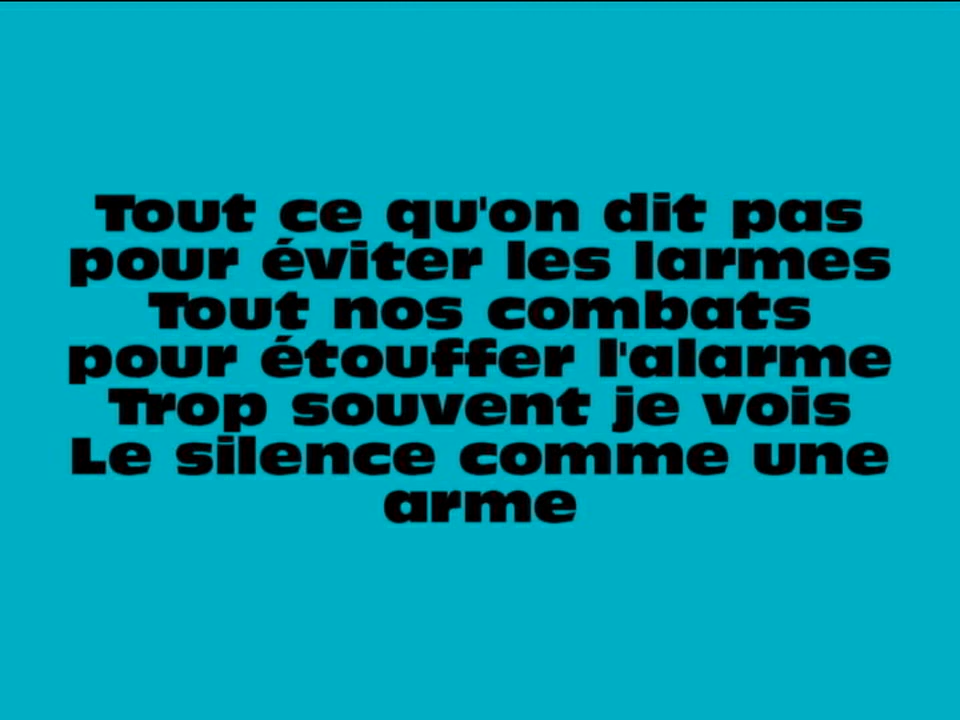 Tout ce qu'on dit pas
pour éviter les larmes
Tout nos combats
pour étouffer l'alarme
Trop souvent je vois
Le silence comme une
arme